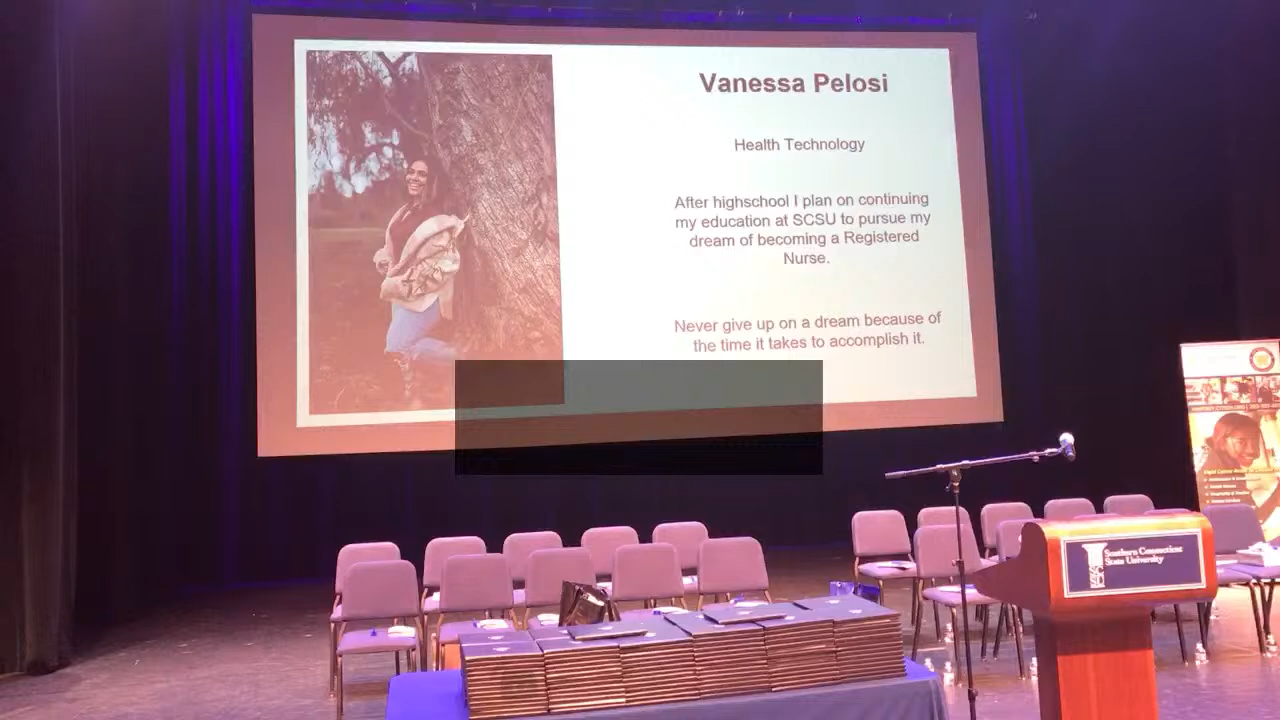 Vanessa Pelosi
Health Technology
After highschool I plan on continuing
my education at SCSU to pursue my
dream of becoming a Registered
Nurse.
Never give up on a dream because of
the time it takes to accomplish it.
Southern Connecticut
State University